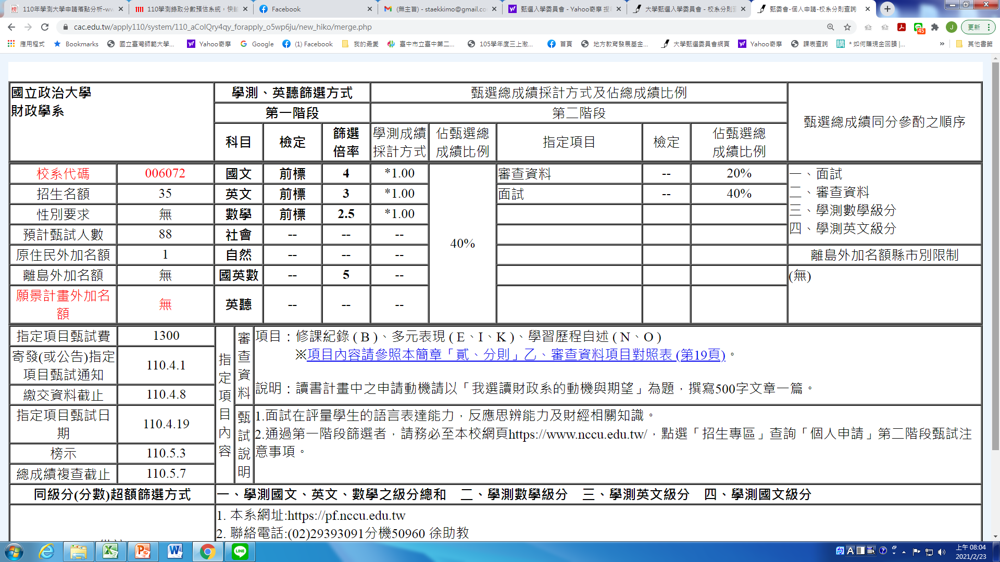 110年學測大學申請落點分析-ww
110學測錄取分數預估系統，快輸
Facebook
(無主旨) - staekkimo@gmail.co
甄選入學委員會 - Yahoo奇摩 搜尋
大學甄選入學委員會 - 校系分則查
甄委會-個人申請-校系分則查詢
cac.edu.tw/apply110/system/110_aColQry4qy_forapply_o5wp6ju/new_hiko/merge.php
45
J
更新
應用程式
Bookmarks
國立臺灣師範大學...
Yahoo奇摩
Google
(1) Facebook
我的最愛
臺中市立臺中第二...
105學年度三上激...
首頁
地方教育發展基金...
大學甄選委員會網頁
Yahoo奇摩
課表查詢
* 如何賺現金回饋 |...
»
其他書籤
國立政治大學
財政學系
學測、英聽篩選方式
甄選總成績採計方式及佔總成績比例
甄選總成績同分參酌之順序
第一階段
第二階段
科目
檢定
篩選
倍率
學測成績
採計方式
佔甄選總
成績比例
指定項目
檢定
佔甄選總
成績比例
校系代碼 006072 國文 前標 4 *1.00 審查資料 -- 20%
招生名額 35 英文 前標 3 *1.00 面試 -- 40%
性別要求 無 數學 前標 2.5 *1.00
預計甄試人數 88 社會 -- -- --
原住民外加名額 1 自然 -- -- --
離島外加名額 無 國英數 -- 5 --
願景計畫外加名
額
無 英聽 -- -- --
40%
一、面試
二、審查資料
三、學測數學級分
四、學測英文級分
離島外加名額縣市別限制
(無)
指定項目甄試費 1300
寄發(或公告)指定
項目甄試通知
110.4.1
繳交資料截止 110.4.8
指定項目甄試日
期
110.4.19
榜示 110.5.3
總成績複查截止 110.5.7
指定項目內容
審查資料
項目：修課紀錄 ( B )、多元表現 ( E、I、K )、學習歷程自述 ( N、O )
※項目內容請參照本簡章「貳、分則」乙、審查資料項目對照表 (第19頁)。
說明：讀書計畫中之申請動機請以「我選讀財政系的動機與期望」為題，撰寫500字文章一篇。
甄試說明
1.面試在評量學生的語言表達能力，反應思辨能力及財經相關知識。
2.通過第一階段篩選者，請務必至本校網頁https://www.nccu.edu.tw/，點選「招生專區」查詢「個人申請」第二階段甄試注
意事項。
同級分(分數)超額篩選方式
一、學測國文、英文、數學之級分總和 二、學測數學級分 三、學測英文級分 四、學測國文級分
1. 本系網址:https://pf.nccu.edu.tw
2. 聯絡電話:(02)29393091分機50960 徐助教
上午 08:04
2021/2/23